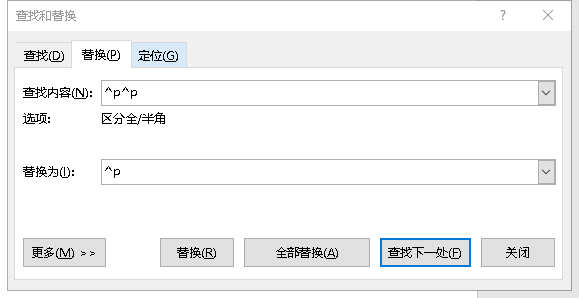 查找和替换
查找(D) 替换(P) 定位(G)
查找内容(N): ^p^p
选项: 区分全/半角
替换为(I): ^p
更多(M) >> 替换(R) 全部替换(A) 查找下一处(F) 关闭